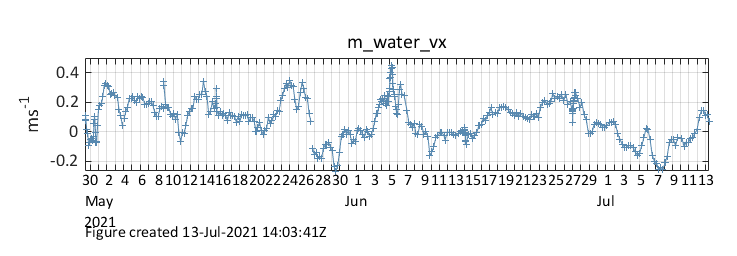 m_water_vx
0.4
0.2
0
-0.2
ms-1
30 2 4 6 8 10 12 14 16 18 20 22 24 26 28 30 1 3 5 7 9 11 13 15 17 19 21 23 25 27 29 1 3 5 7 9 11 13
May Jun Jul
2021
Figure created 13-Jul-2021 14:03:41Z